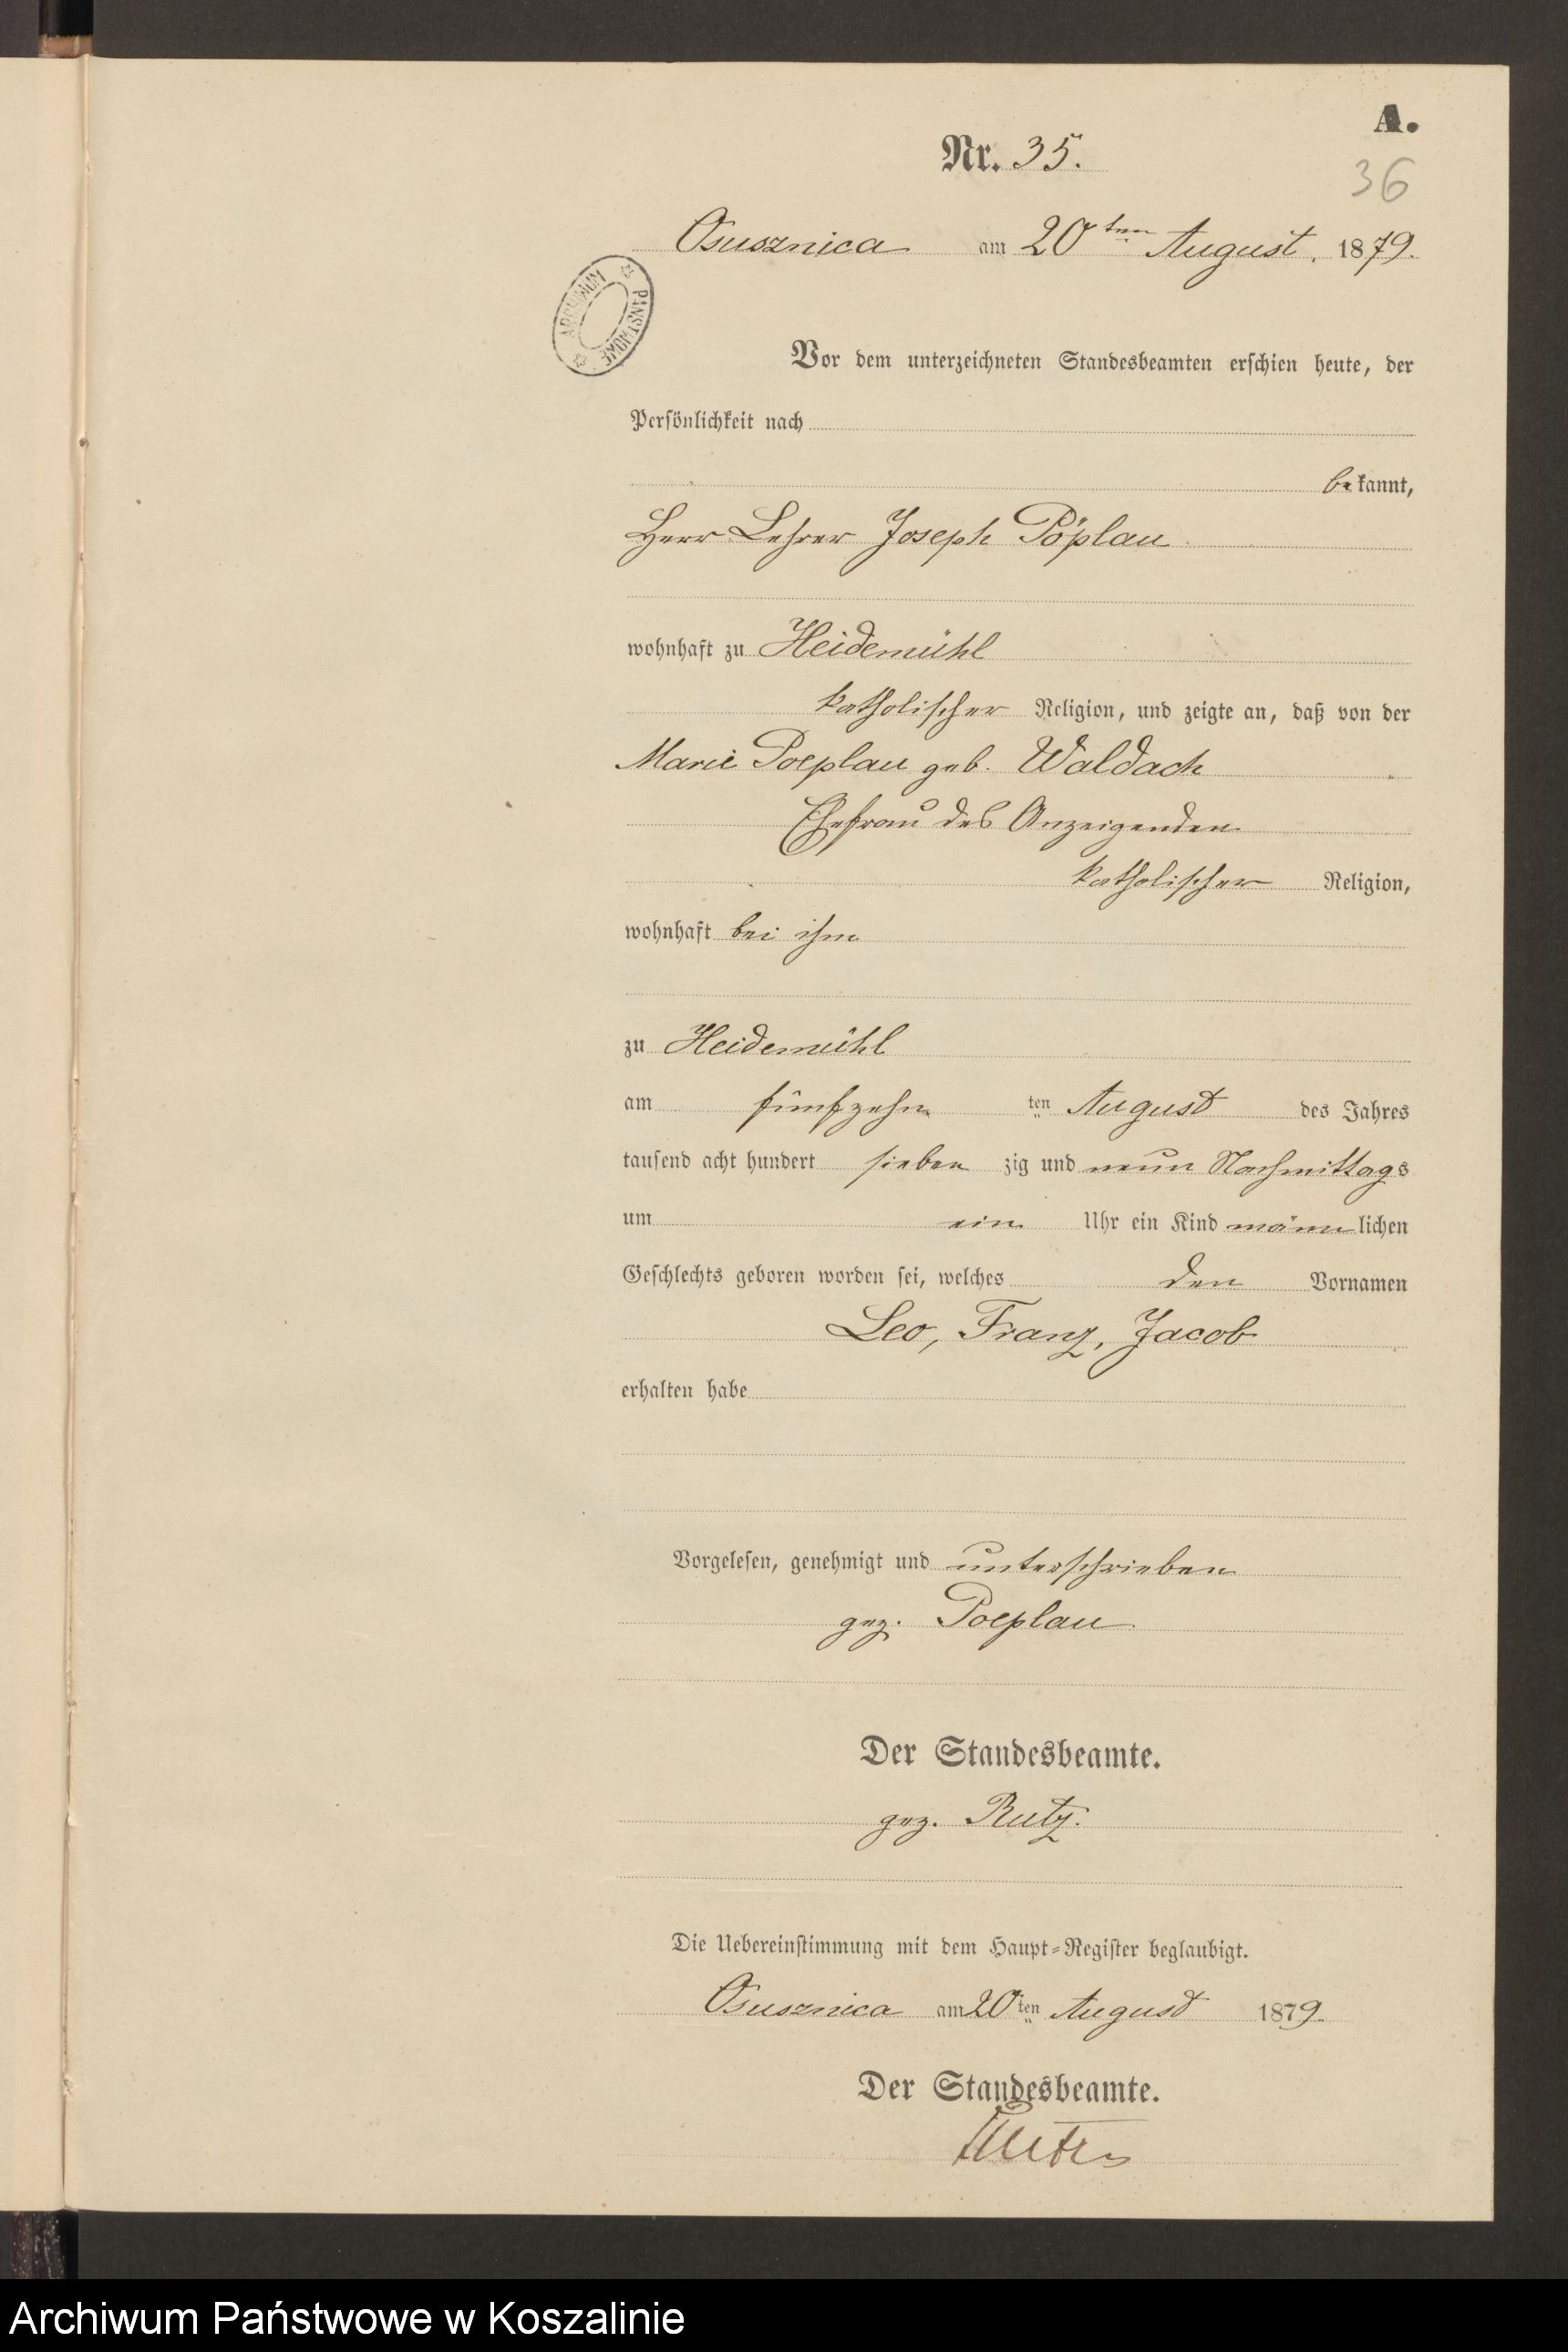 A.
Nr. 35.
36
Osusznica am 20ten August. 1879.
ARCHIWUM PAŃSTWOWE
Vor dem unterzeichneten Standesbeamten erschien heute, der
Persönlichkeit nach
bekannt,
Herr Lehrer Joseph Pöplau
wohnhaft zu Heidemühl
katholischer Religion, und zeigte an, daß von der
Marie Poeplau geb. Waldach
Ehefrau des Anzeigenden
katholischer Religion,
wohnhaft bei ihm
zu Heidemühl
am fünfzehn ten August des Jahres
tausend acht hundert sieben zig und neun Nachmittags
um ein Uhr ein Kind männlichen
Geschlechts geboren worden sei, welches den Vornamen
Leo, Franz, Jacob
erhalten habe
Vorgelesen, genehmigt und unterschrieben
gez. Poeplau
Der Standesbeamte.
gez. Rutz.
Die Uebereinstimmung mit dem Haupt-Register beglaubigt.
Osusznica am 20ten August 1879.
Der Standesbeamte.
Archiwum Państwowe w Koszalinie